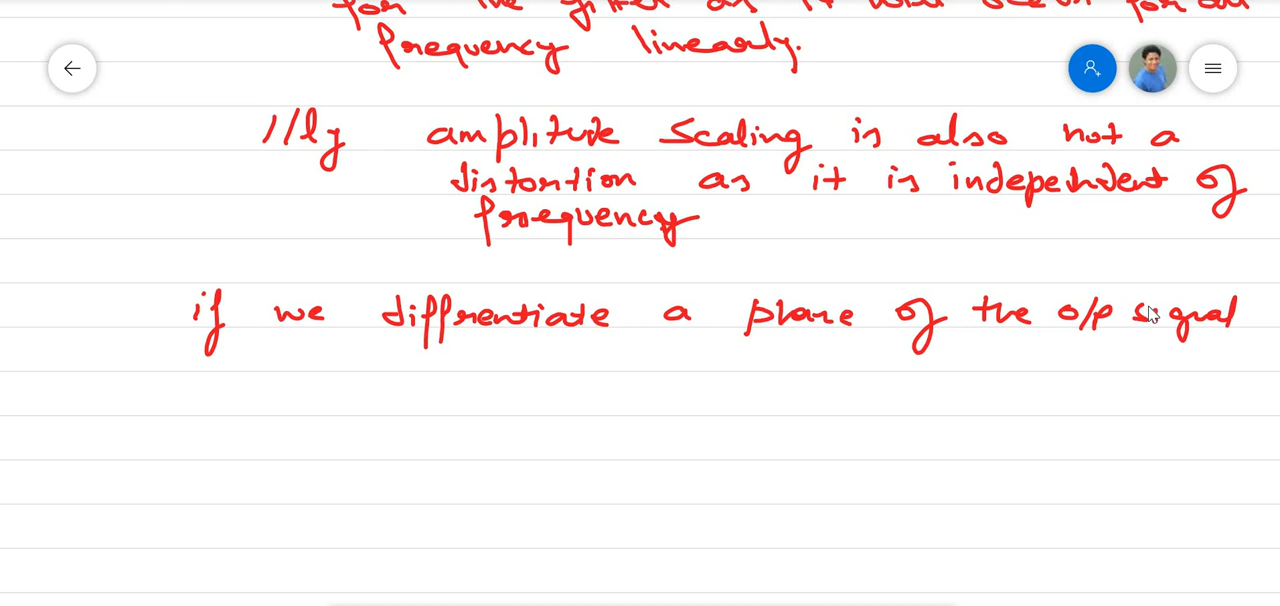 frequency linearly.
///ly amplitude scaling is also not a
distortion as it is independent of
frequency
if we differentiate a phase of the o/p signal